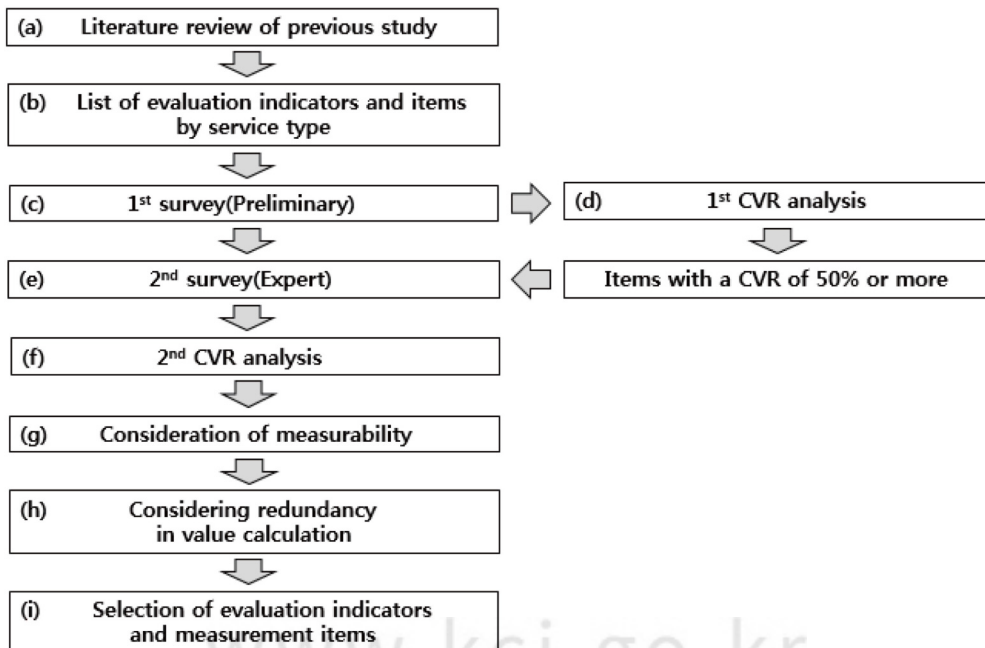 (a) Literature review of previous study
(b) List of evaluation indicators and items
by service type
(c) 1st survey(Preliminary)
(d) 1st CVR analysis
(e) 2nd survey(Expert)
Items with a CVR of 50% or more
(f) 2nd CVR analysis
(g) Consideration of measurability
(h) Considering redundancy
in value calculation
(i) Selection of evaluation indicators
and measurement items
www.kci.go.kr